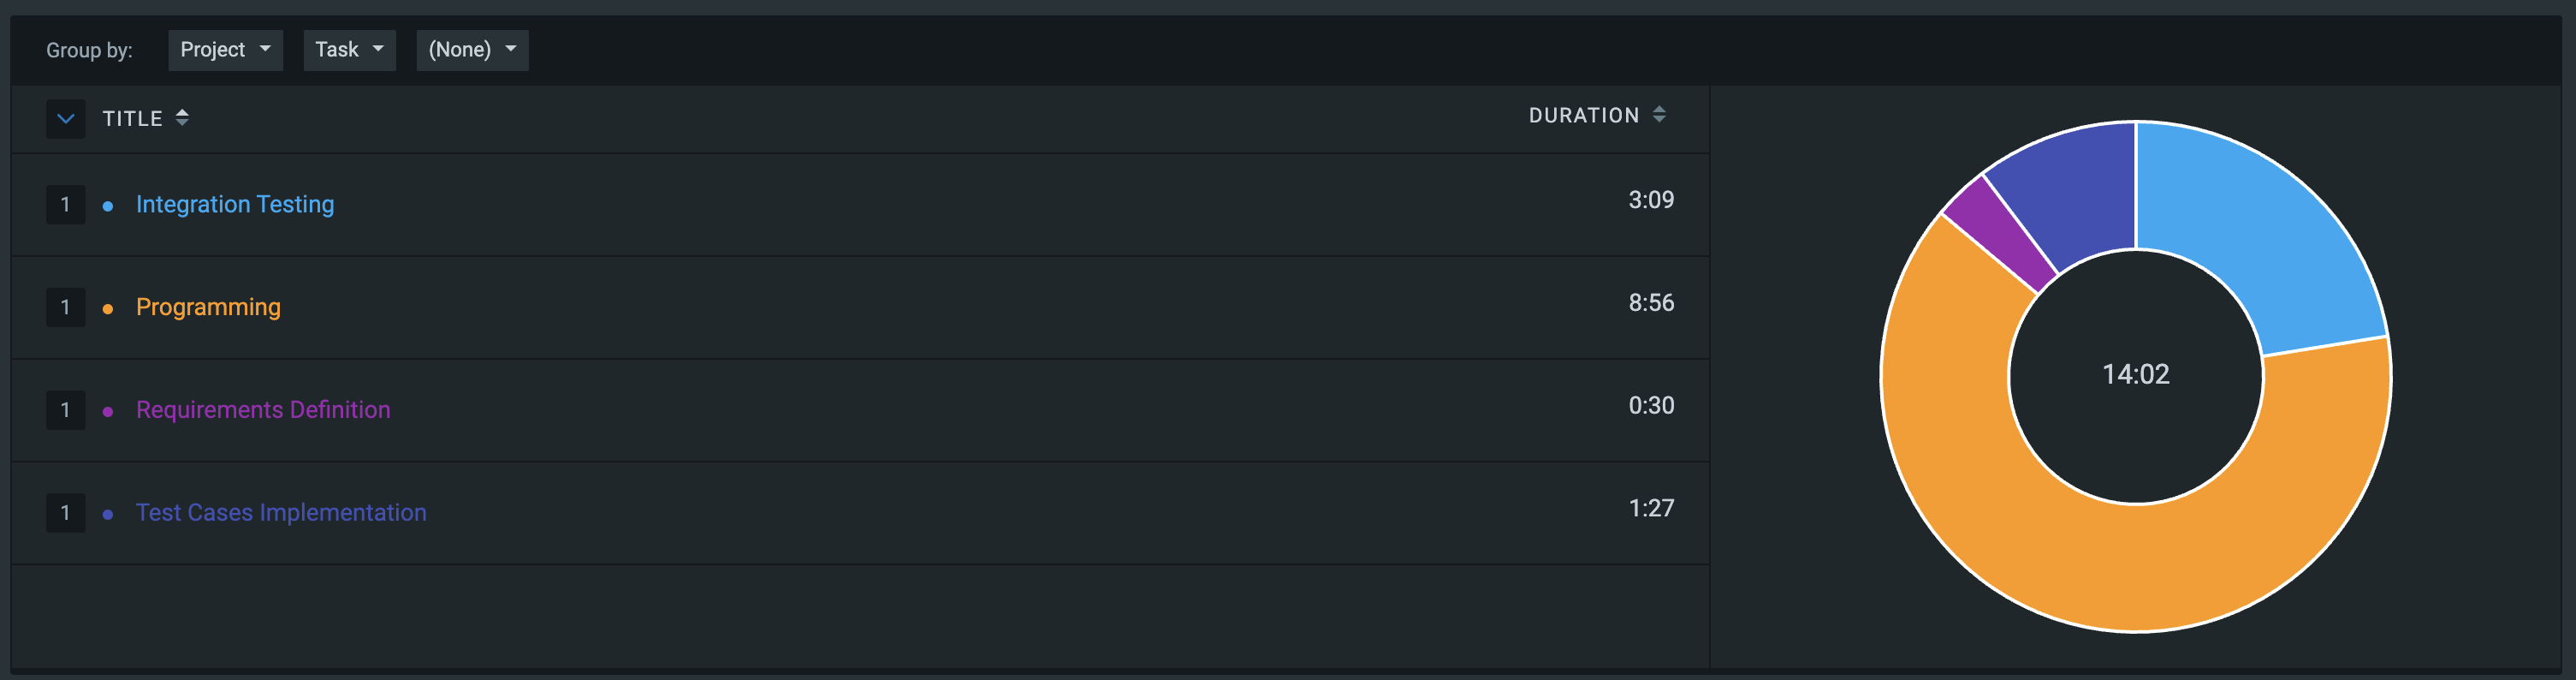 Group by: Project Task (None)
TITLE DURATION
1 Integration Testing 3:09
1 Programming 8:56
1 Requirements Definition 0:30
1 Test Cases Implementation 1:27
14:02